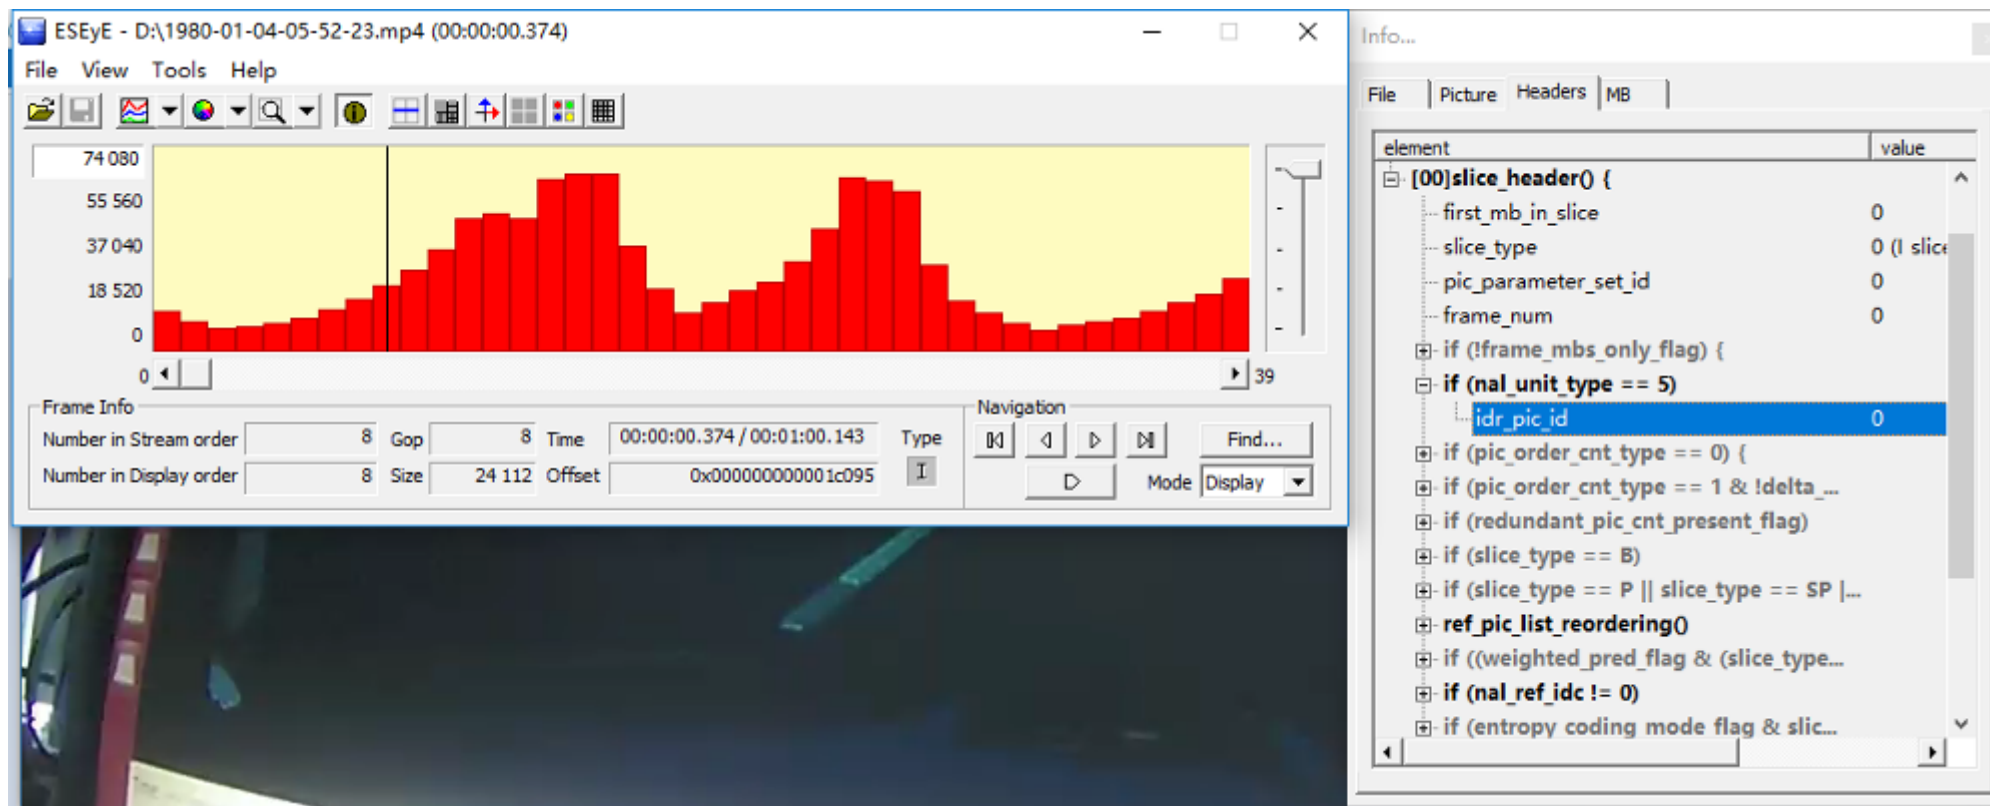 ESEyE - D:\1980-01-04-05-52-23.mp4 (00:00:00.374)
File View Tools Help
74 080
55 560
37 040
18 520
0
0 39
Frame Info
Number in Stream order 8 Gop 8 Time 00:00:00.374 / 00:01:00.143 Type
Number in Display order 8 Size 24 112 Offset 0x000000000001c095 I
Navigation
Find...
Mode Display
Info...
File Picture Headers MB
element value
[00]slice_header() {
first_mb_in_slice 0
slice_type 0 (I slice
pic_parameter_set_id 0
frame_num 0
if (!frame_mbs_only_flag) {
if (nal_unit_type == 5)
idr_pic_id 0
if (pic_order_cnt_type == 0) {
if (pic_order_cnt_type == 1 & !delta_...
if (redundant_pic_cnt_present_flag)
if (slice_type == B)
if (slice_type == P || slice_type == SP |...
ref_pic_list_reordering()
if ((weighted_pred_flag & (slice_type...
if (nal_ref_idc != 0)
if (entropy_coding_mode_flag & slic...